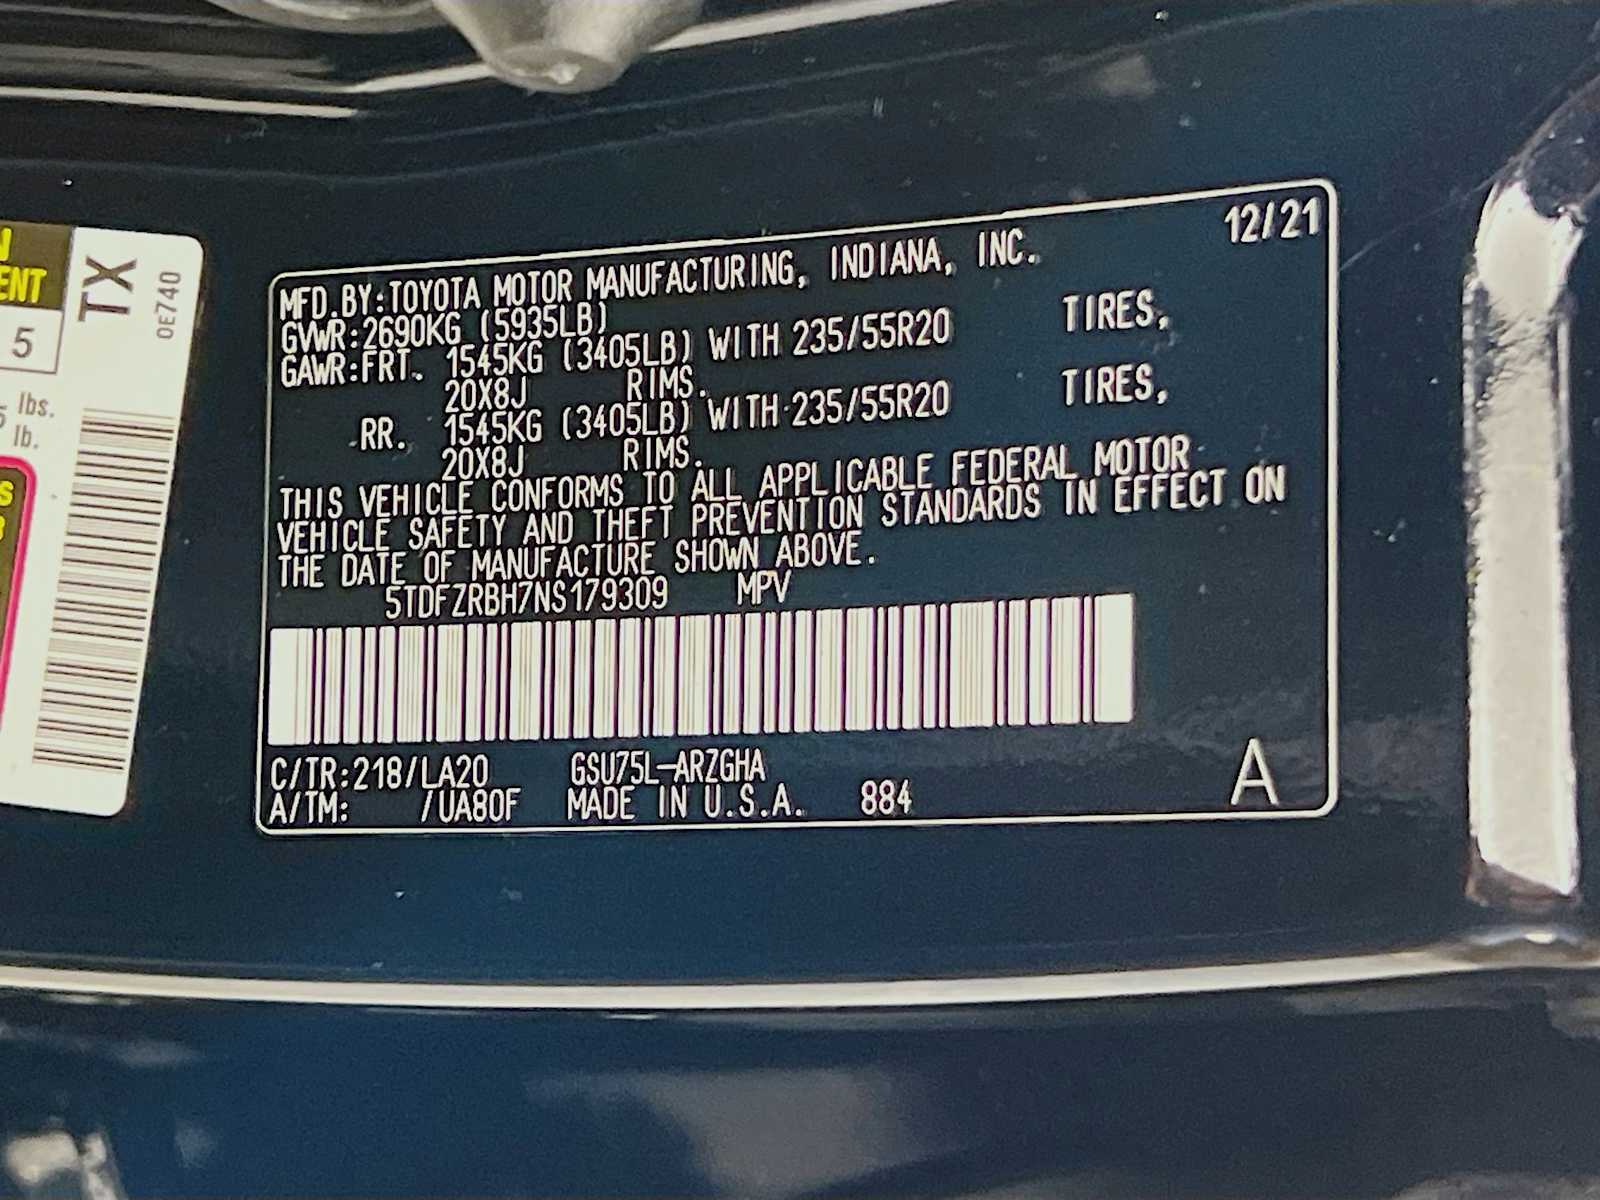 N
ENT
5
TX
0E740
lbs.
lb.
S
12/21
MFD.BY:TOYOTA MOTOR MANUFACTURING, INDIANA, INC.
GVWR:2690KG (5935LB)
GAWR:FRT. 1545KG (3405LB) WITH 235/55R20 TIRES,
20X8J RIMS.
RR. 1545KG (3405LB) WITH 235/55R20 TIRES,
20X8J RIMS.
THIS VEHICLE CONFORMS TO ALL APPLICABLE FEDERAL MOTOR
VEHICLE SAFETY AND THEFT PREVENTION STANDARDS IN EFFECT ON
THE DATE OF MANUFACTURE SHOWN ABOVE.
5TDFZRBH7NS179309 MPV
C/TR:218/LA20 GSU75L-ARZGHA
A/TM: /UA80F MADE IN U.S.A. 884
A